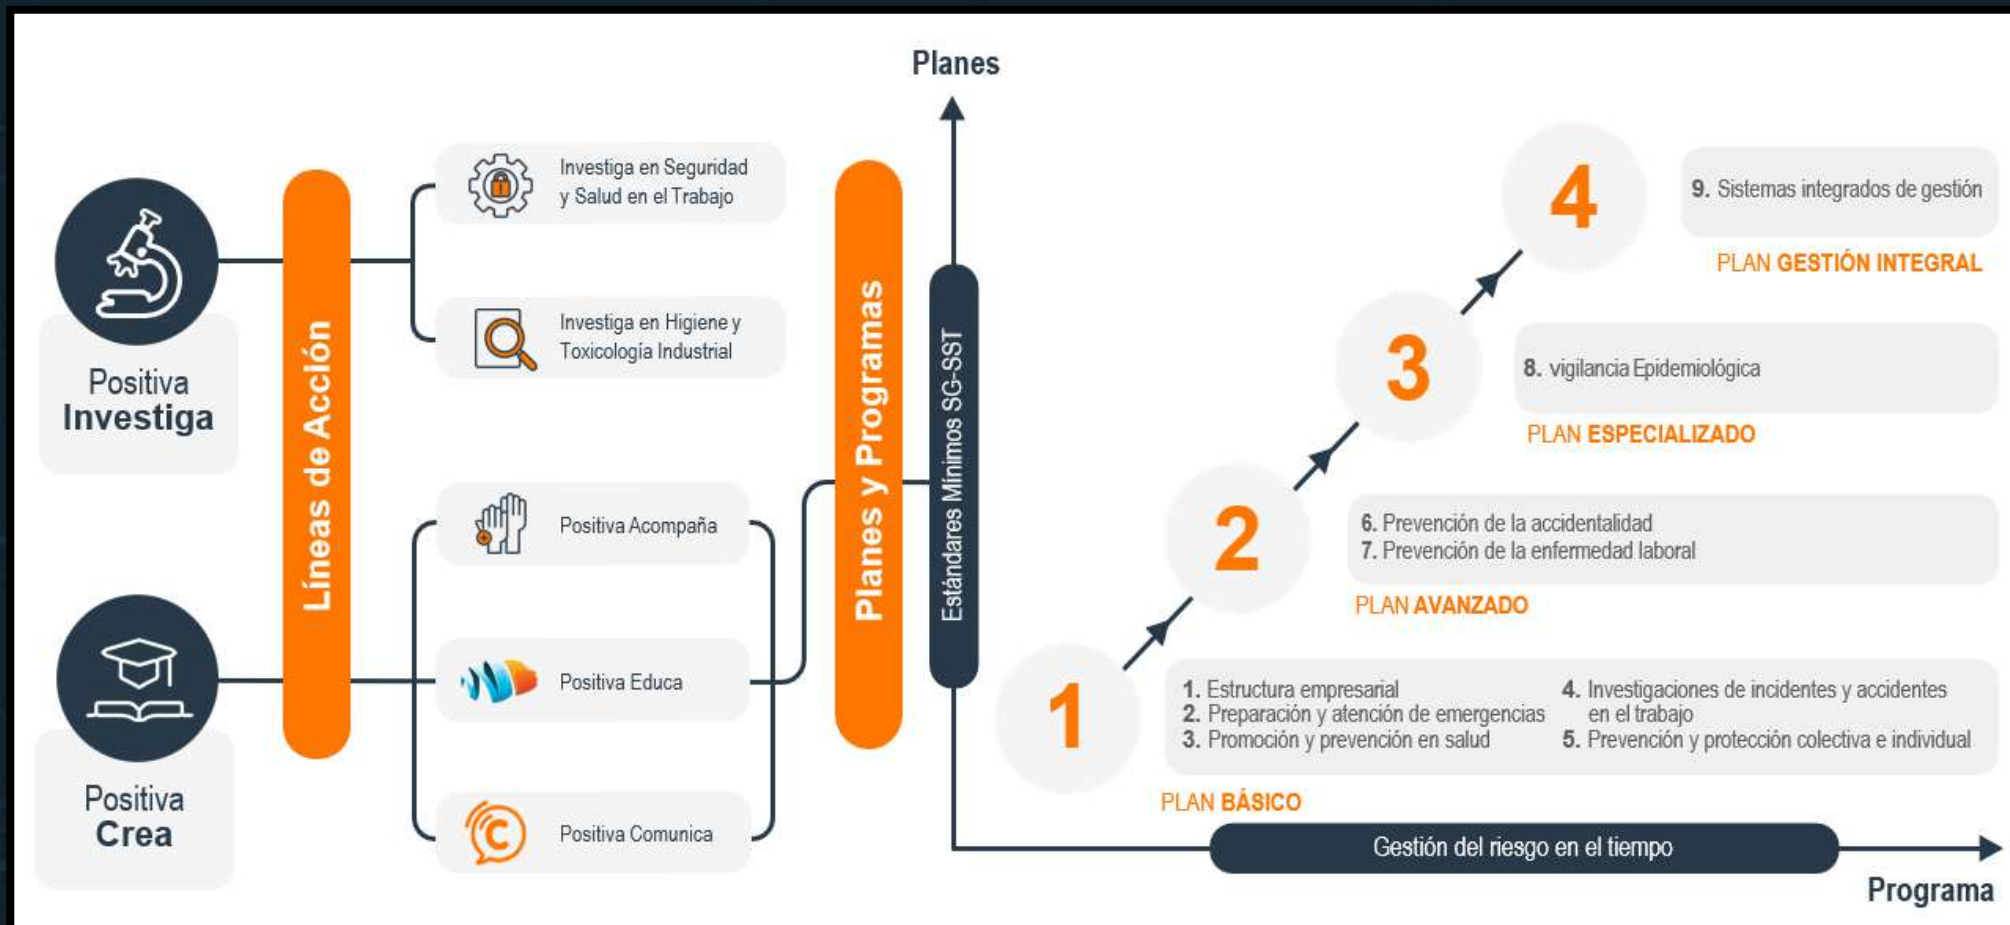 Positiva
Investiga
Positiva
Crea
Líneas de Acción
Investiga en Seguridad
y Salud en el Trabajo
Investiga en Higiene y
Toxicología Industrial
Positiva Acompaña
Positiva Educa
C
Positiva Comunica
Planes y Programas
Planes
Estándares Mínimos SG-SST
4
9. Sistemas integrados de gestión
PLAN GESTIÓN INTEGRAL
3
8. vigilancia Epidemiológica
PLAN ESPECIALIZADO
2
6. Prevención de la accidentalidad
7. Prevención de la enfermedad laboral
PLAN AVANZADO
1
1. Estructura empresarial
2. Preparación y atención de emergencias
3. Promoción y prevención en salud
4. Investigaciones de incidentes y accidentes
en el trabajo
5. Prevención y protección colectiva e individual
PLAN BÁSICO
Gestión del riesgo en el tiempo
Programa